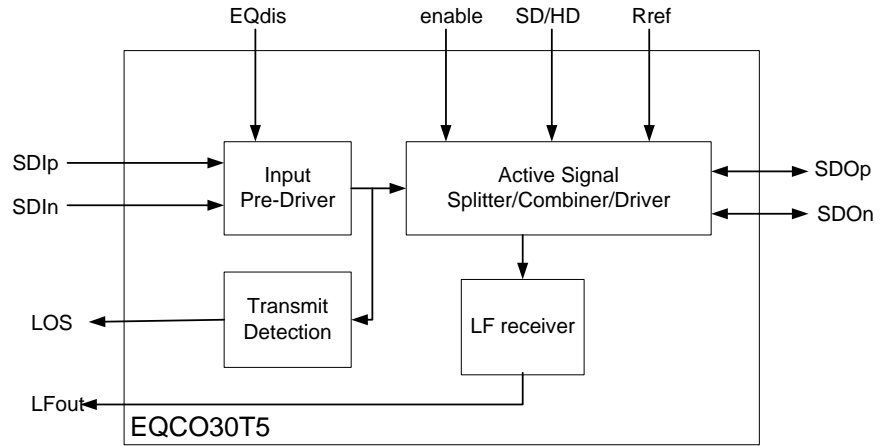 EQdis
enable
SD/HD
Rref
SDIp
SDIn
Input
Pre-Driver
Active Signal
Splitter/Combiner/Driver
SDOp
SDOn
LOS
Transmit
Detection
LF receiver
LFout
EQCO30T5